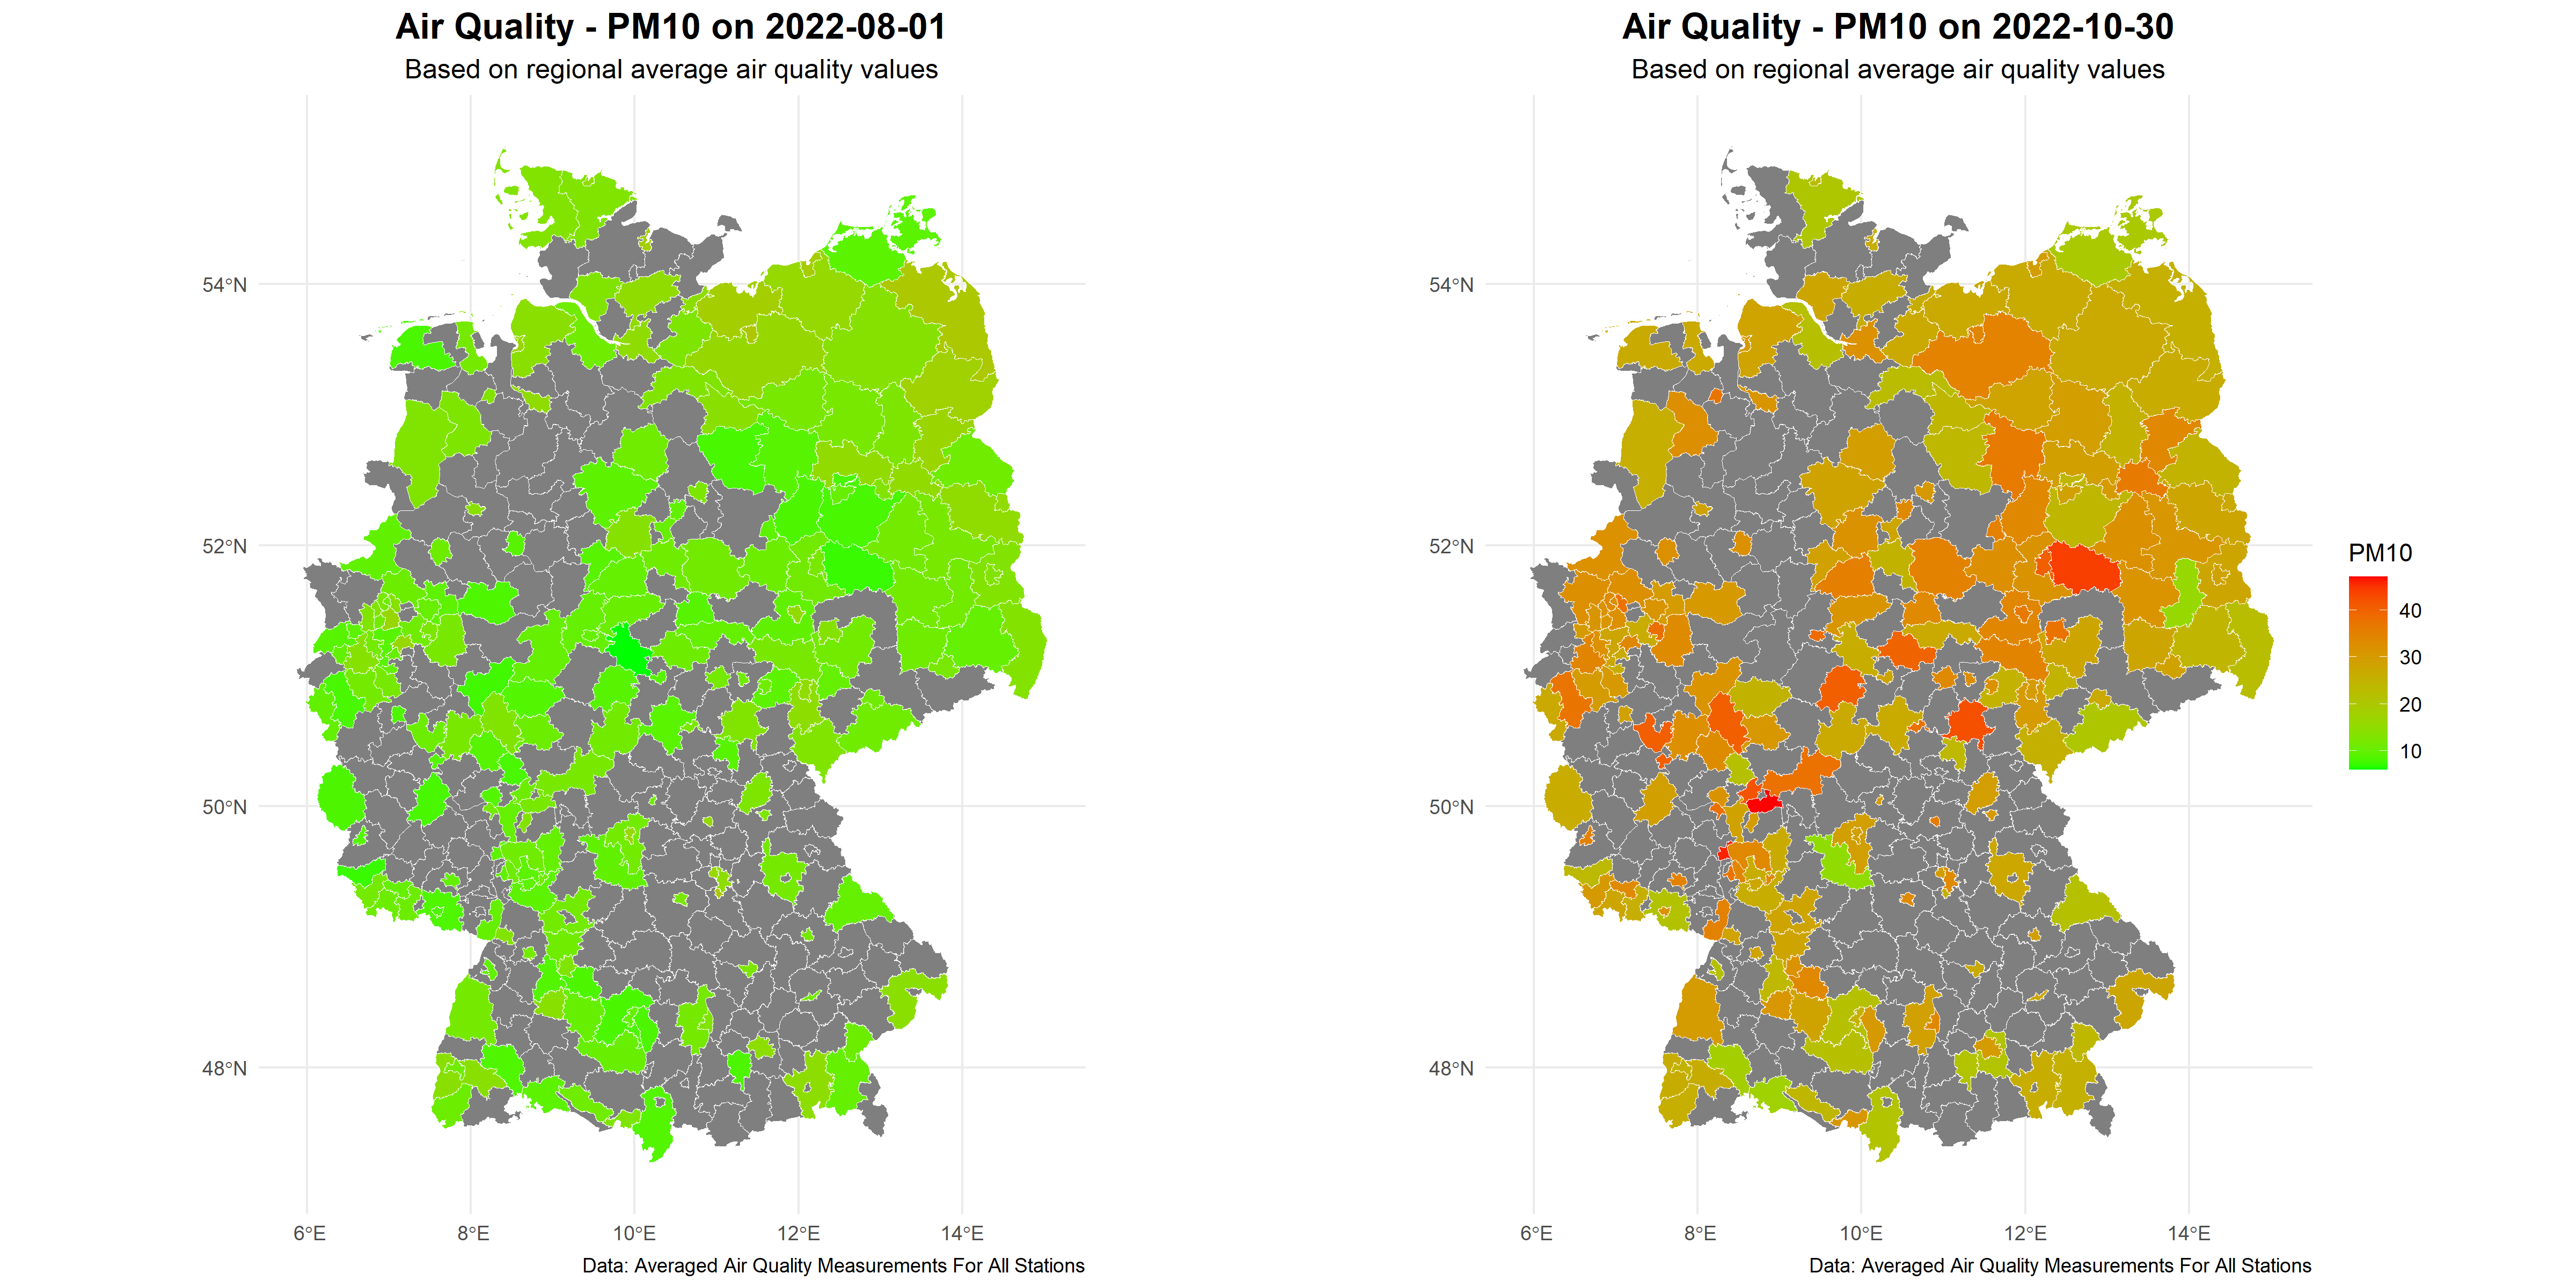 Air Quality - PM10 on 2022-08-01
Based on regional average air quality values
54°N
52°N
50°N
48°N
6°E
8°E
10°E
12°E
14°E
Data: Averaged Air Quality Measurements For All Stations
Air Quality - PM10 on 2022-10-30
Based on regional average air quality values
54°N
52°N
50°N
48°N
6°E
8°E
10°E
12°E
14°E
Data: Averaged Air Quality Measurements For All Stations
PM10
40
30
20
10